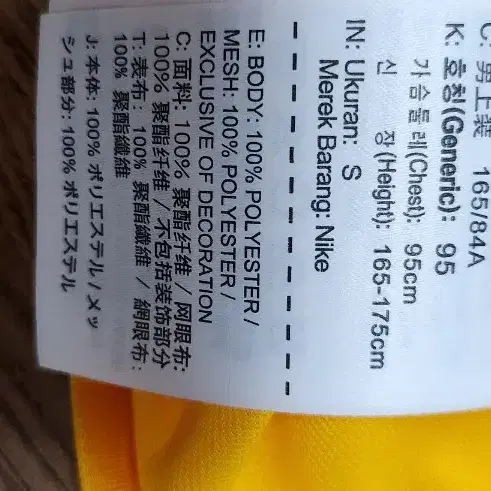 C: 男上装 165/84A
K: 호칭(Generic): 95
가슴둘레(Chest): 95cm
신 장(Height): 165-175cm
IN: Ukuran: S
Merek Barang: Nike
E: BODY: 100% POLYESTER /
MESH: 100% POLYESTER /
EXCLUSIVE OF DECORATION
C: 面料: 100% 聚酯纤维 / 网眼布:
100% 聚酯纤维 / 不包括装饰部分
T: 表布: 100% 聚酯纖維 / 網眼布:
100% 聚酯纖維
J: 本体: 100% ポリエステル / メッ
シュ部分: 100% ポリエステル